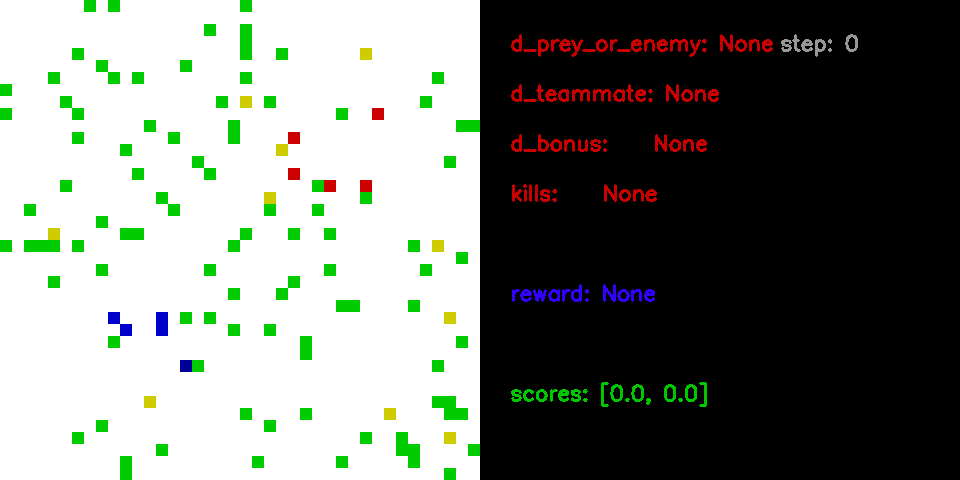 d_prey_or_enemy: None step: 0
d_teammate: None
d_bonus: None
kills: None
reward: None
scores: [0.0, 0.0]